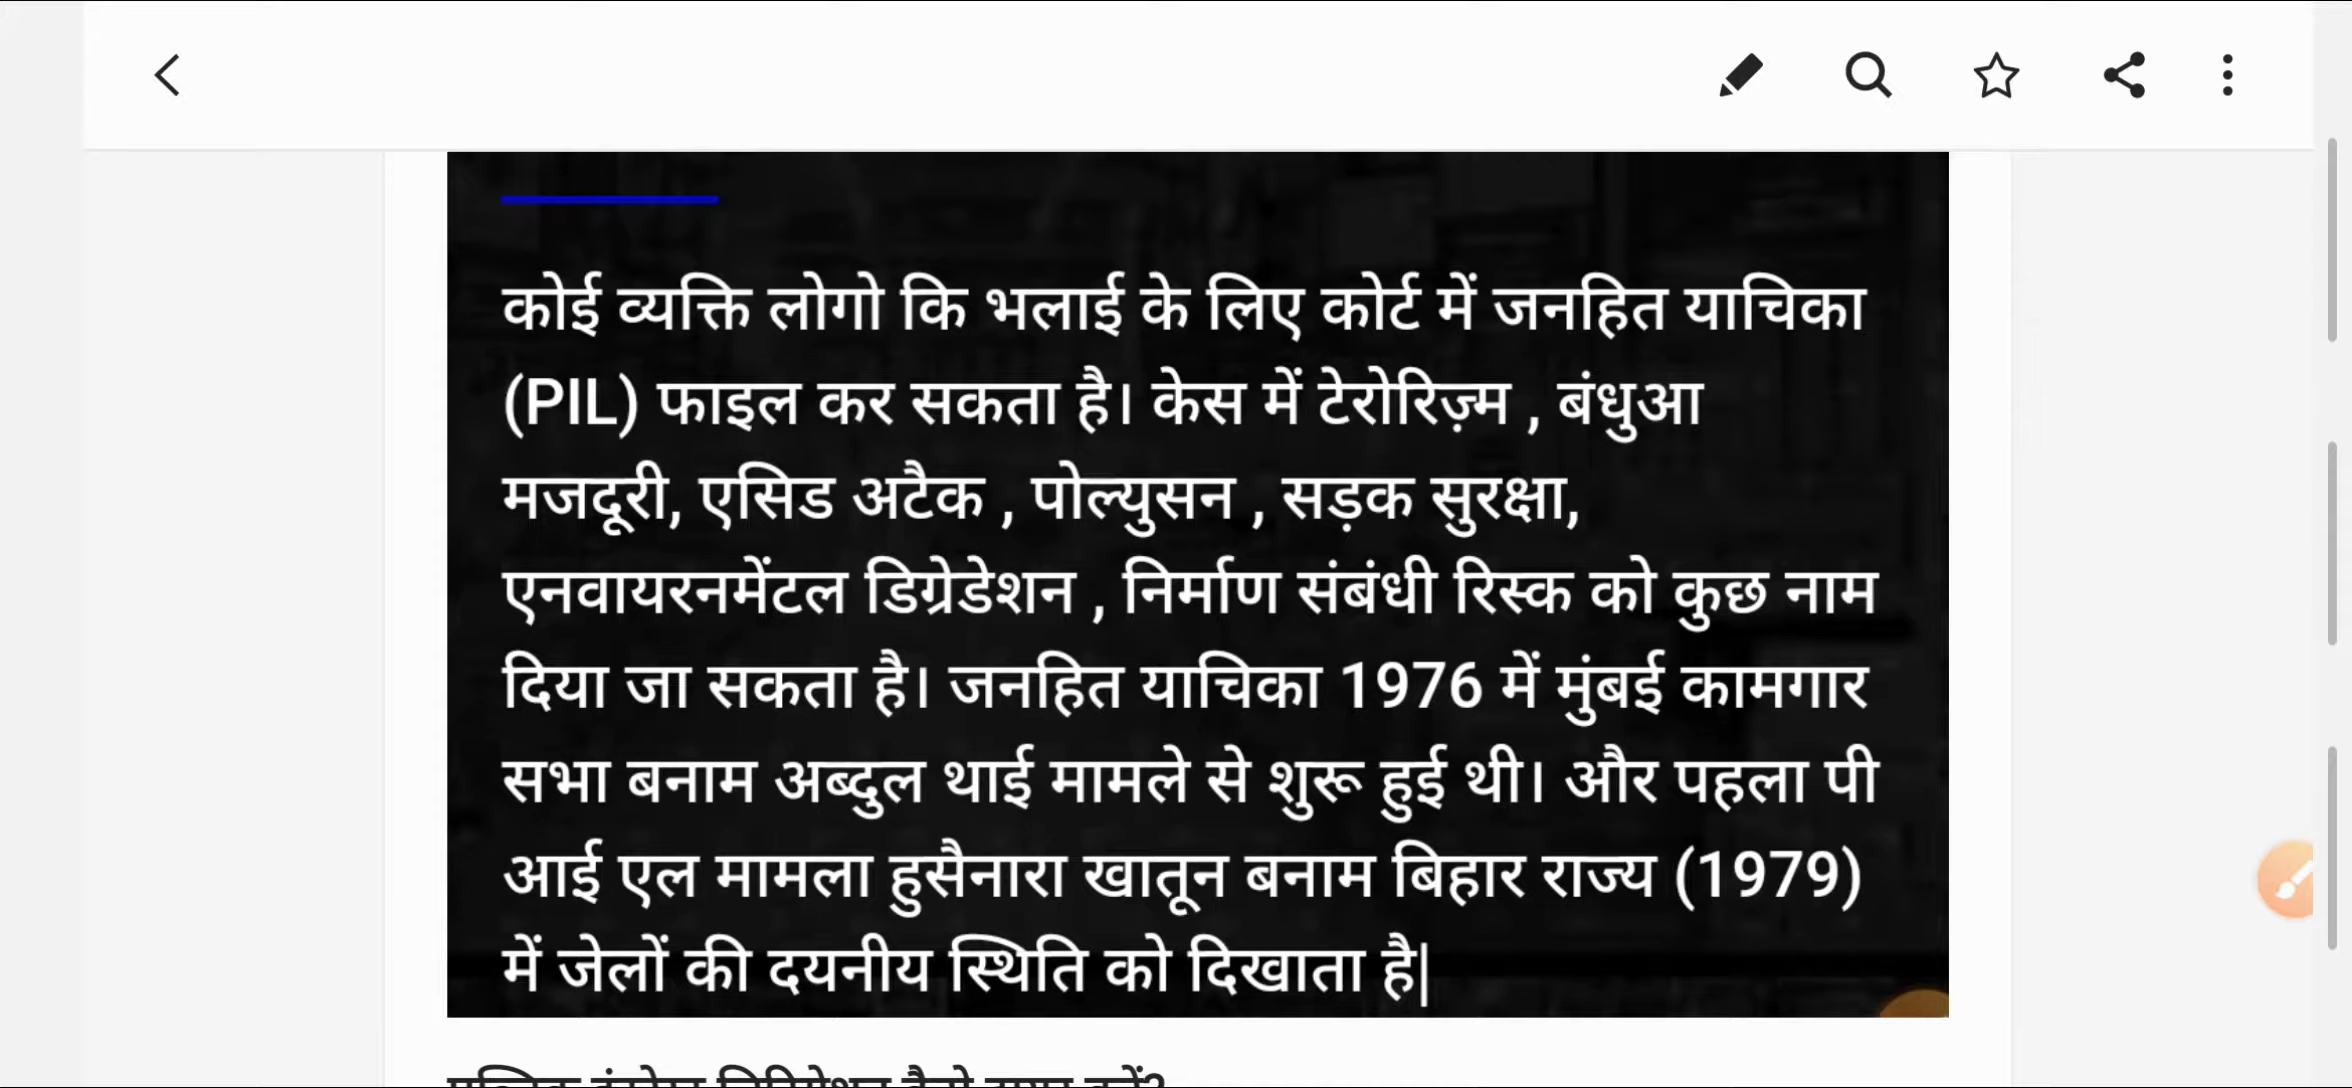 कोई व्यक्ति लोगो कि भलाई के लिए कोर्ट में जनहित याचिका
(PIL) फाइल कर सकता है। केस में टेरोरिज़्म , बंधुआ
मजदूरी, एसिड अटैक , पोल्युसन , सड़क सुरक्षा,
एनवायरनमेंटल डिग्रेडेशन , निर्माण संबंधी रिस्क को कुछ नाम
दिया जा सकता है। जनहित याचिका 1976 में मुंबई कामगार
सभा बनाम अब्दुल थाई मामले से शुरू हुई थी। और पहला पी
आई एल मामला हुसैनारा खातून बनाम बिहार राज्य (1979)
में जेलों की दयनीय स्थिति को दिखाता है|